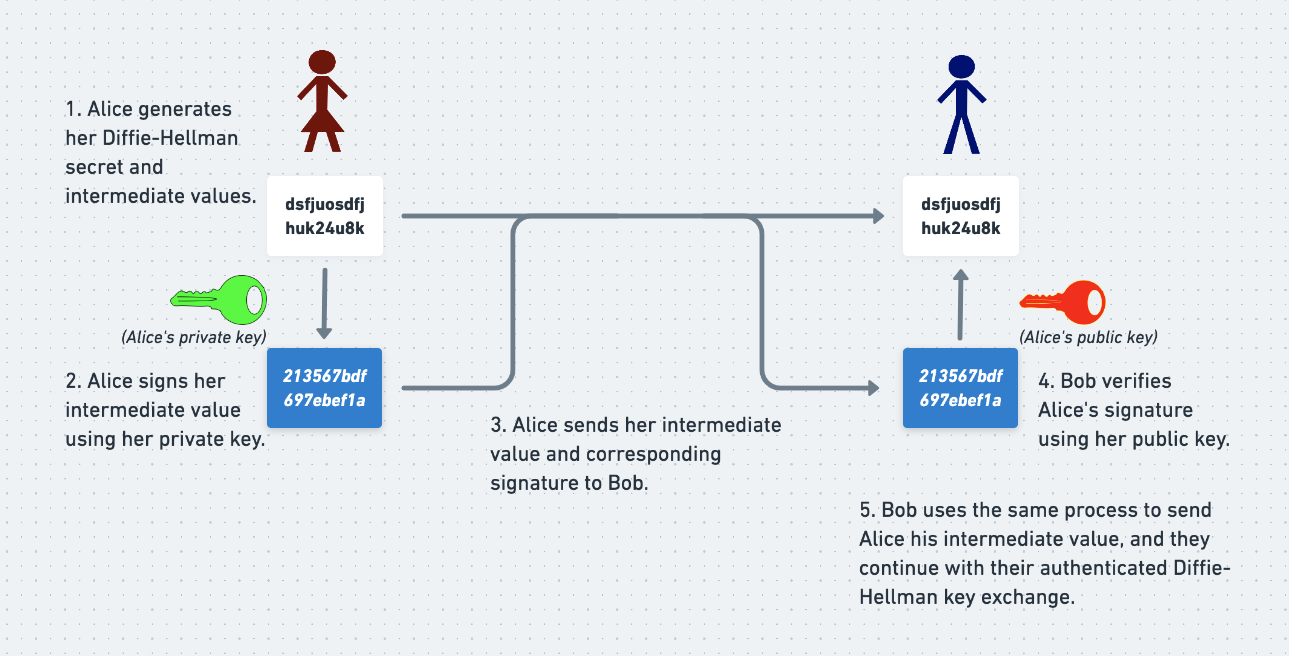 1. Alice generates
her Diffie-Hellman
secret and
intermediate values.
dsfjuosdfj
huk24u8k
dsfjuosdfj
huk24u8k
(Alice's private key)
(Alice's public key)
213567bdf
697ebef1a
213567bdf
697ebef1a
2. Alice signs her
intermediate value
using her private key.
3. Alice sends her intermediate
value and corresponding
signature to Bob.
4. Bob verifies
Alice's signature
using her public key.
5. Bob uses the same process to send
Alice his intermediate value, and they
continue with their authenticated Diffie-
Hellman key exchange.